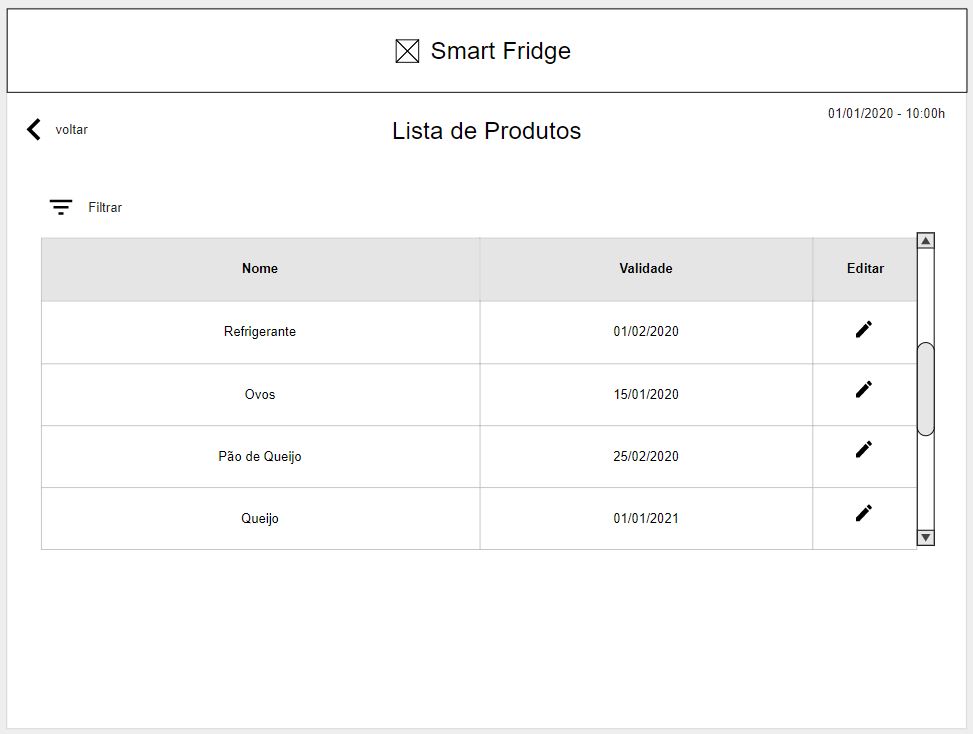 Smart Fridge
01/01/2020 - 10:00h
voltar
Lista de Produtos
Filtrar
Nome Validade Editar
Refrigerante 01/02/2020
Ovos 15/01/2020
Pão de Queijo 25/02/2020
Queijo 01/01/2021